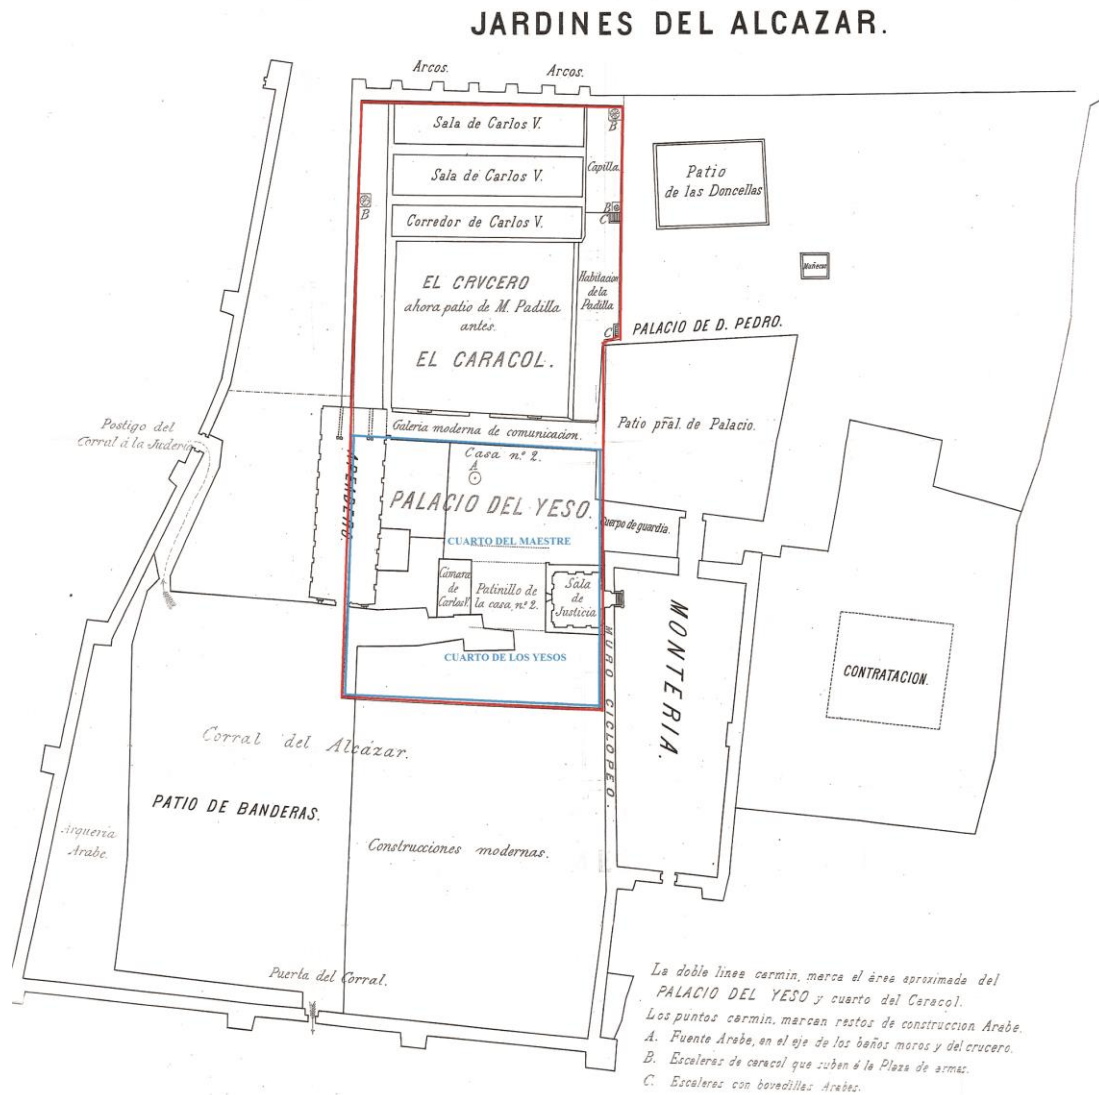 JARDINES DEL ALCAZAR.
Arcos.
Arcos.
Sala de Carlos V.
B
Capilla.
Sala de Carlos V.
Patio
de las Doncellas
B
B
C
Corredor de Carlos V.
Muñecas
EL CRVCERO
ahora patio de M. Padilla
antes.
EL CARACOL.
Habitacion
de la
Padilla
C
PALACIO DE D. PEDRO.
Postigo del
Corral á la Juderia
Galeria moderna de comunicacion.
Patio pr̃al. de Palacio.
Casa n.º 2.
A
APEADERO.
PALACIO DEL YESO.
Cuerpo de guardia.
CUARTO DEL MAESTRE
Cámara
de
Carlos V.
Patinillo de
la casa, n.º 2.
Sala
de
Justicia
MONTERIA.
CUARTO DE LOS YESOS
MURO CICLOPEO.
CONTRATACION.
Corral del Alcázar.
PATIO DE BANDERAS.
Arqueria
Arabe.
Construcciones modernas.
Puerta del Corral.
La doble linea carmin, marca el área aproximada del
PALACIO DEL YESO y cuarto del Caracol.
Los puntos carmin, marcan restos de construccion Arabe.
A. Fuente Arabe, en el eje de los baños moros y del crucero.
B. Escaleras de caracol que suben á la Plaza de armas.
C. Escaleras con bovedillas Arabes.